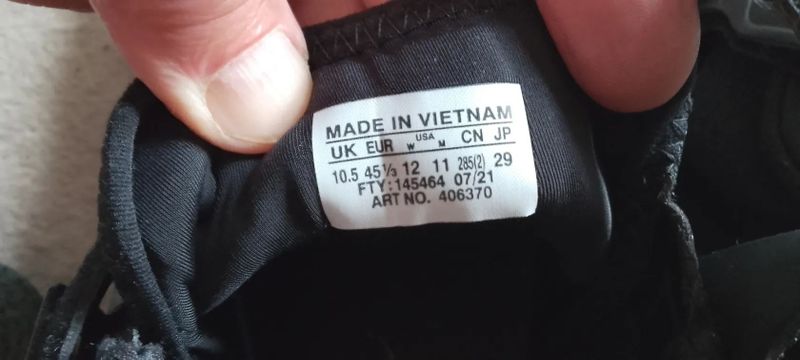 MADE IN VIETNAM
UK EUR USA W M CN JP
10.5 45⅓ 12 11 285(2) 29
FTY: 145464 07/21
ART NO. 406370